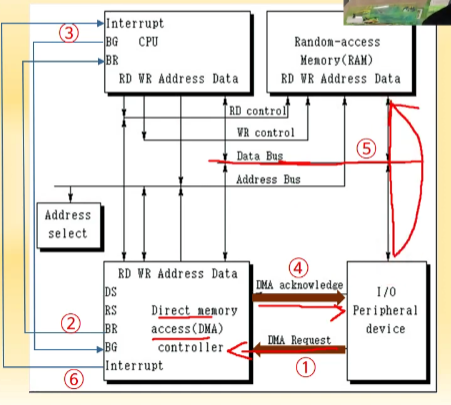 Interrupt
③
BG CPU
BR
RD WR Address Data
Random-access
Memory(RAM)
RD WR Address Data
RD control
WR control
Data Bus
⑤
Address Bus
Address
select
RD WR Address Data
DS
RS Direct memory
② BR access(DMA)
BG controller
⑥ Interrupt
④
DMA acknowledge
DMA Request
①
I/O
Peripheral
device